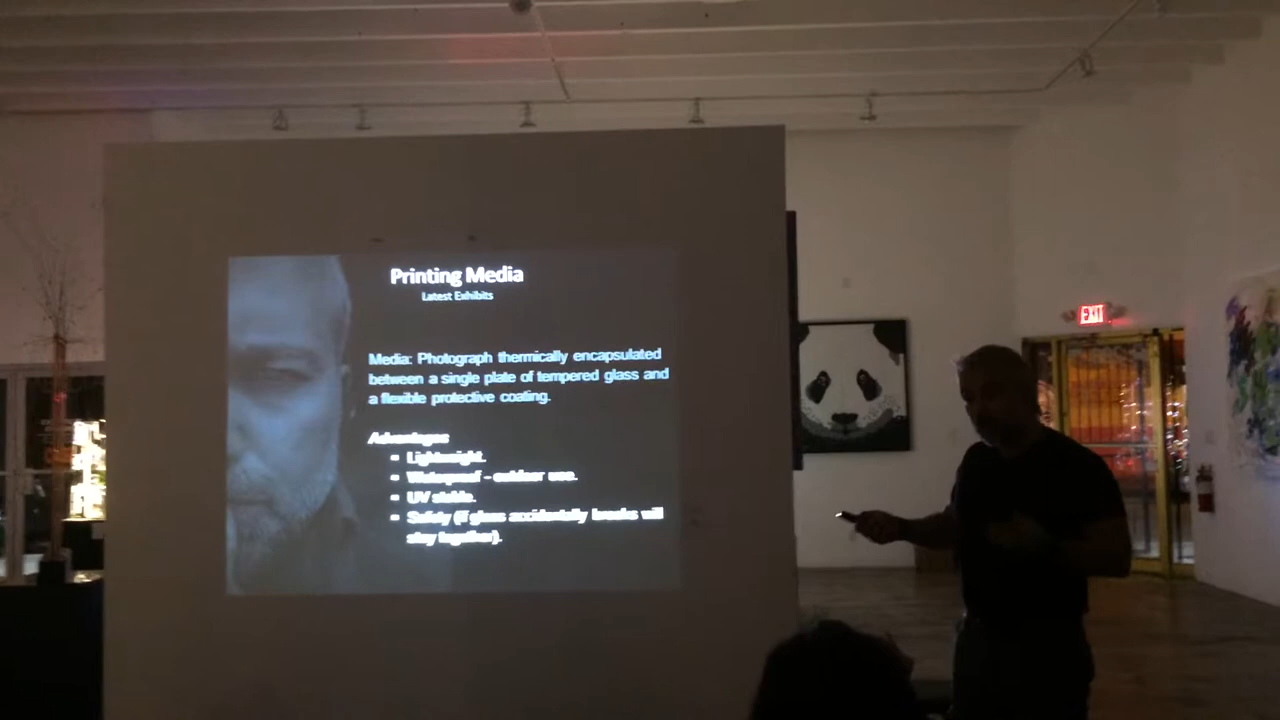 Printing Media
Latest Exhibits
Media: Photograph thermically encapsulated
between a single plate of tempered glass and
a flexible protective coating.
Advantages
- Lightweight.
- Waterproof - outdoor use.
- UV stable.
- Safety (if glass accidentally breaks will
stay together).
EXIT